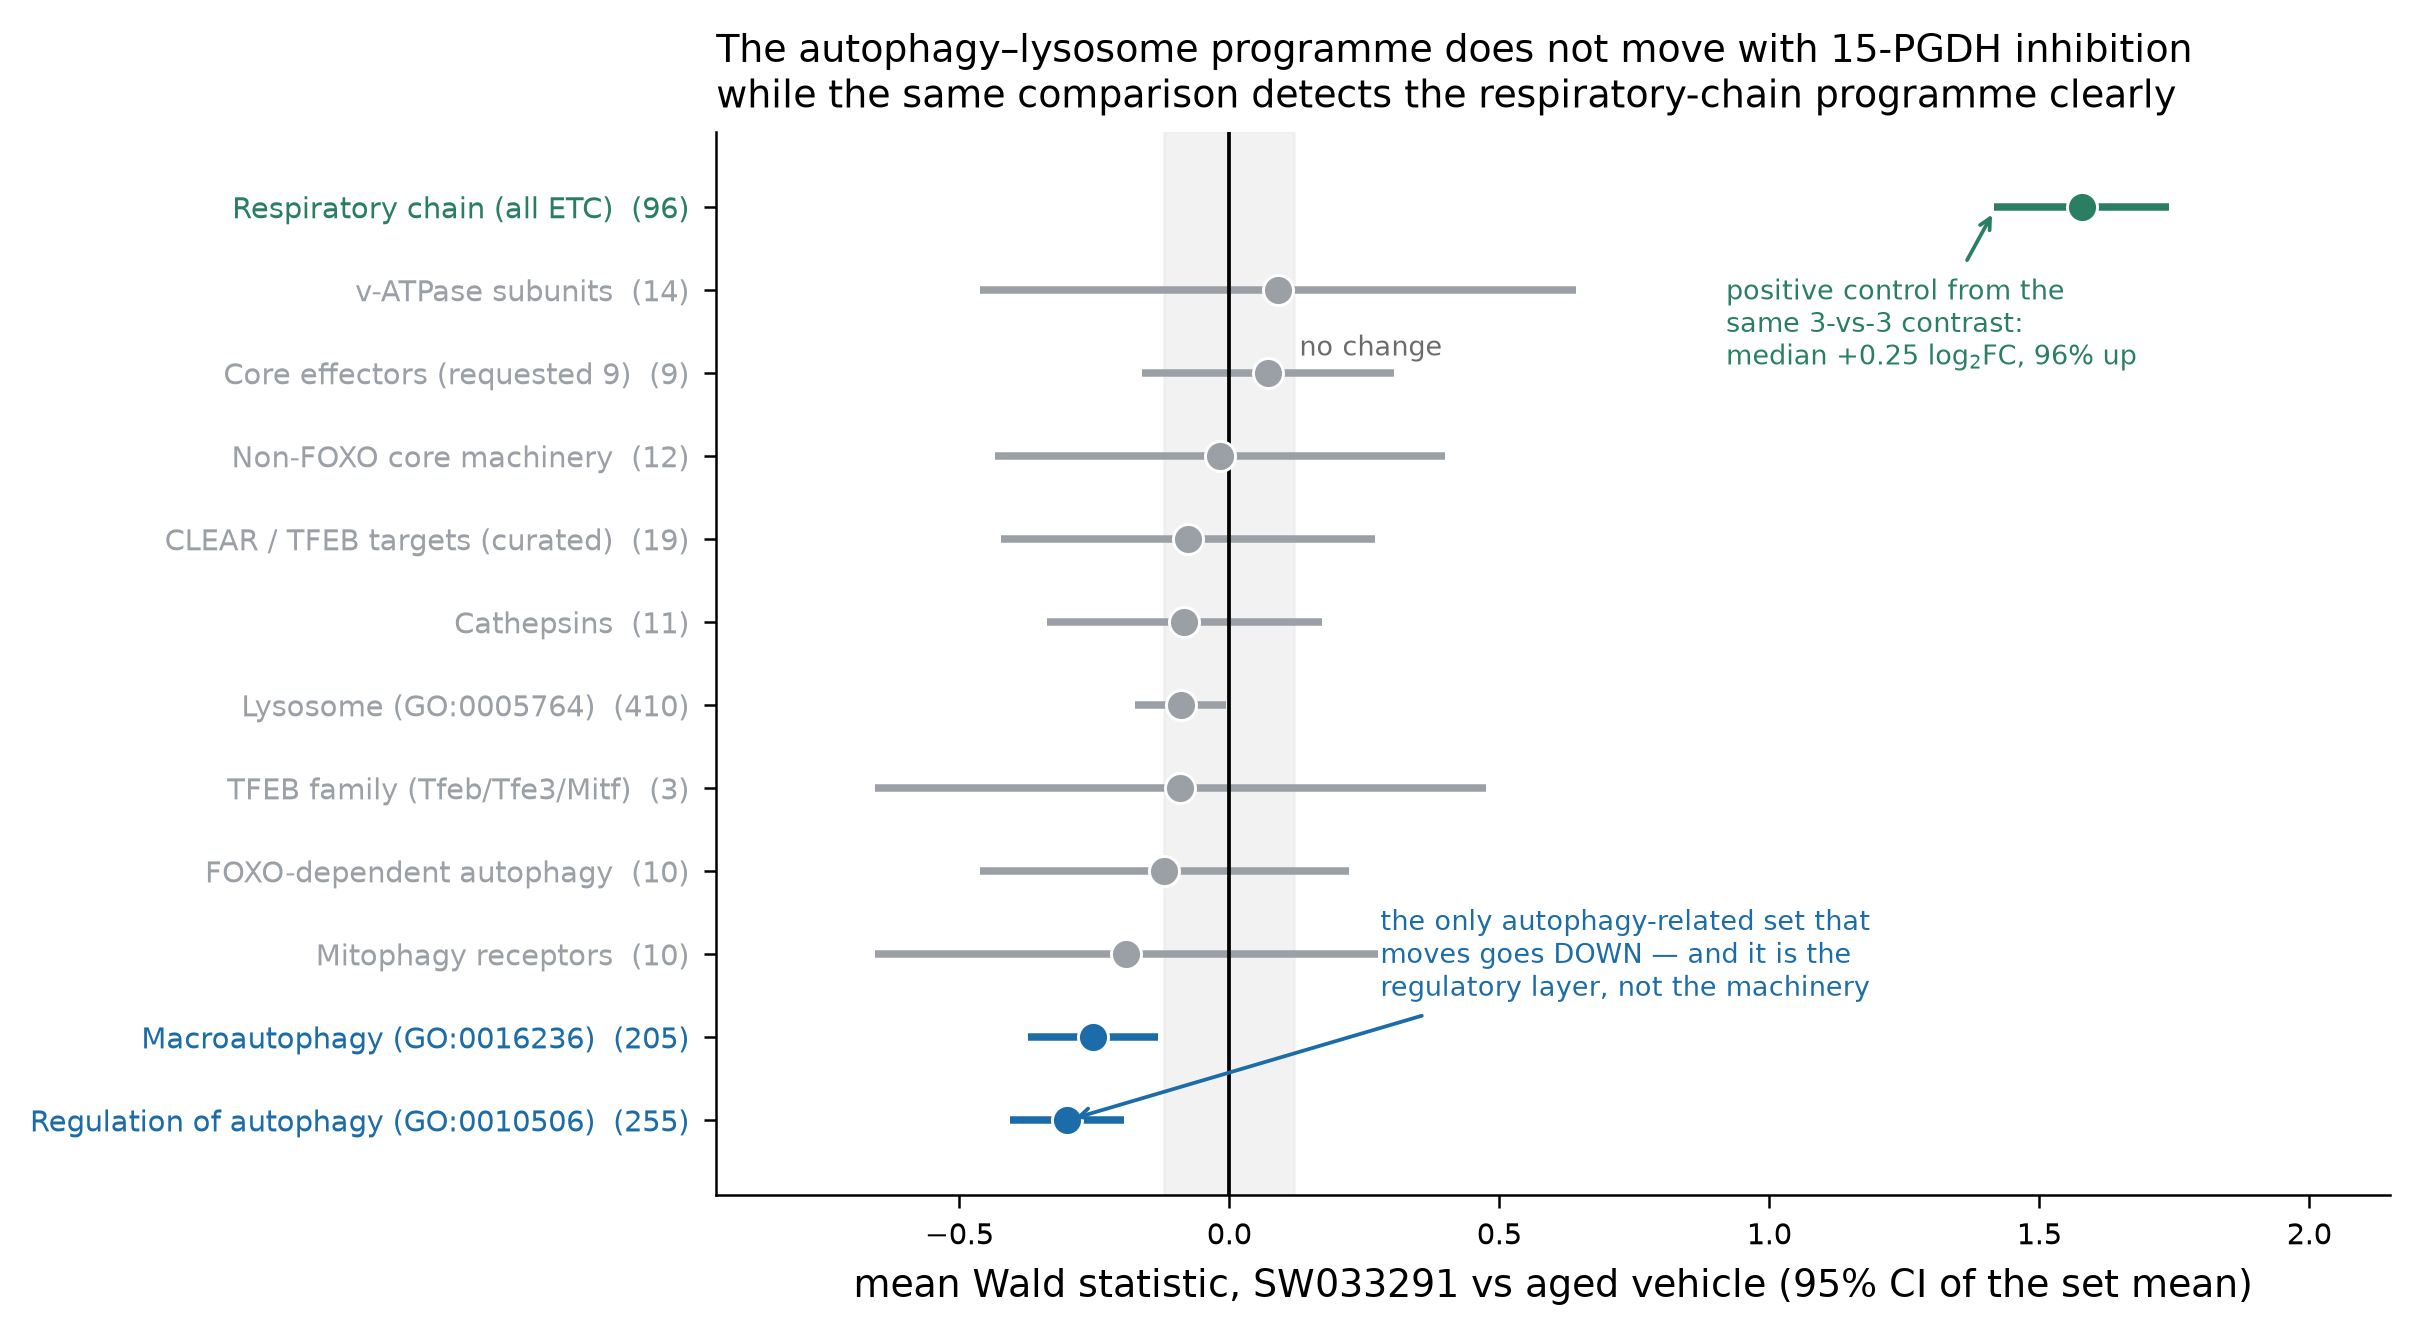 The autophagy–lysosome programme does not move with 15-PGDH inhibition
while the same comparison detects the respiratory-chain programme clearly
Respiratory chain (all ETC) (96)
v-ATPase subunits (14)
Core effectors (requested 9) (9)
Non-FOXO core machinery (12)
CLEAR / TFEB targets (curated) (19)
Cathepsins (11)
Lysosome (GO:0005764) (410)
TFEB family (Tfeb/Tfe3/Mitf) (3)
FOXO-dependent autophagy (10)
Mitophagy receptors (10)
Macroautophagy (GO:0016236) (205)
Regulation of autophagy (GO:0010506) (255)
positive control from the
same 3-vs-3 contrast:
median +0.25 log₂FC, 96% up
no change
the only autophagy-related set that
moves goes DOWN — and it is the
regulatory layer, not the machinery
−0.5 0.0 0.5 1.0 1.5 2.0
mean Wald statistic, SW033291 vs aged vehicle (95% CI of the set mean)